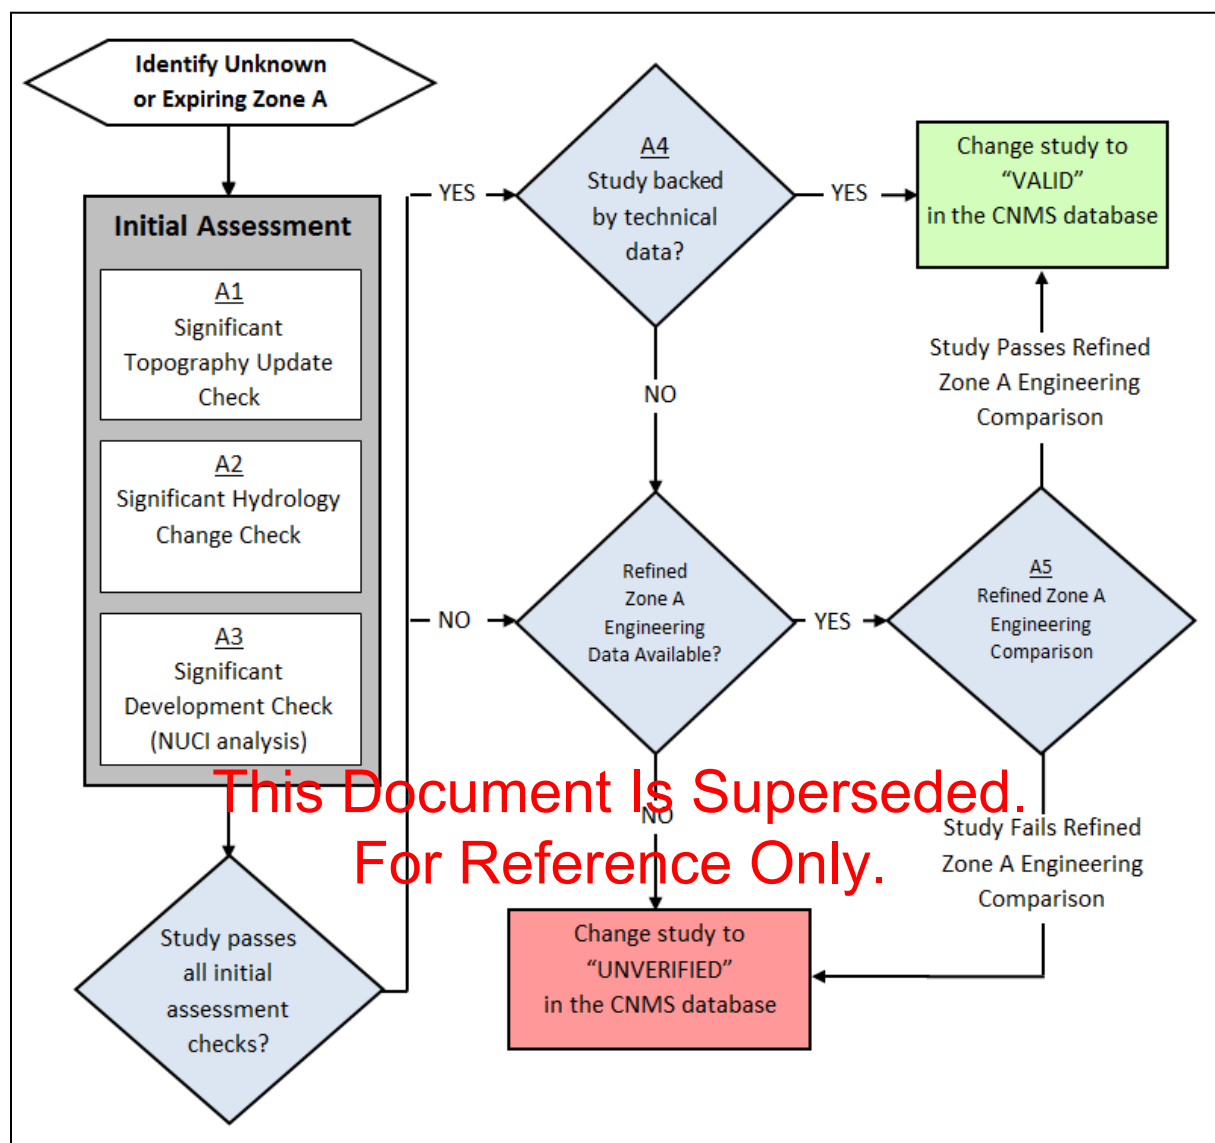 Identify Unknown
or Expiring Zone A
Initial Assessment
A1
Significant
Topography Update
Check
A2
Significant Hydrology
Change Check
A3
Significant
Development Check
(NUCI analysis)
Study passes
all initial
assessment
checks?
YES
NO
A4
Study backed
by technical
data?
YES
NO
Change study to
“VALID”
in the CNMS database
Refined
Zone A
Engineering
Data Available?
YES
NO
A5
Refined Zone A
Engineering
Comparison
Study Passes Refined
Zone A Engineering
Comparison
Study Fails Refined
Zone A Engineering
Comparison
Change study to
“UNVERIFIED”
in the CNMS database
This Document Is Superseded.
For Reference Only.